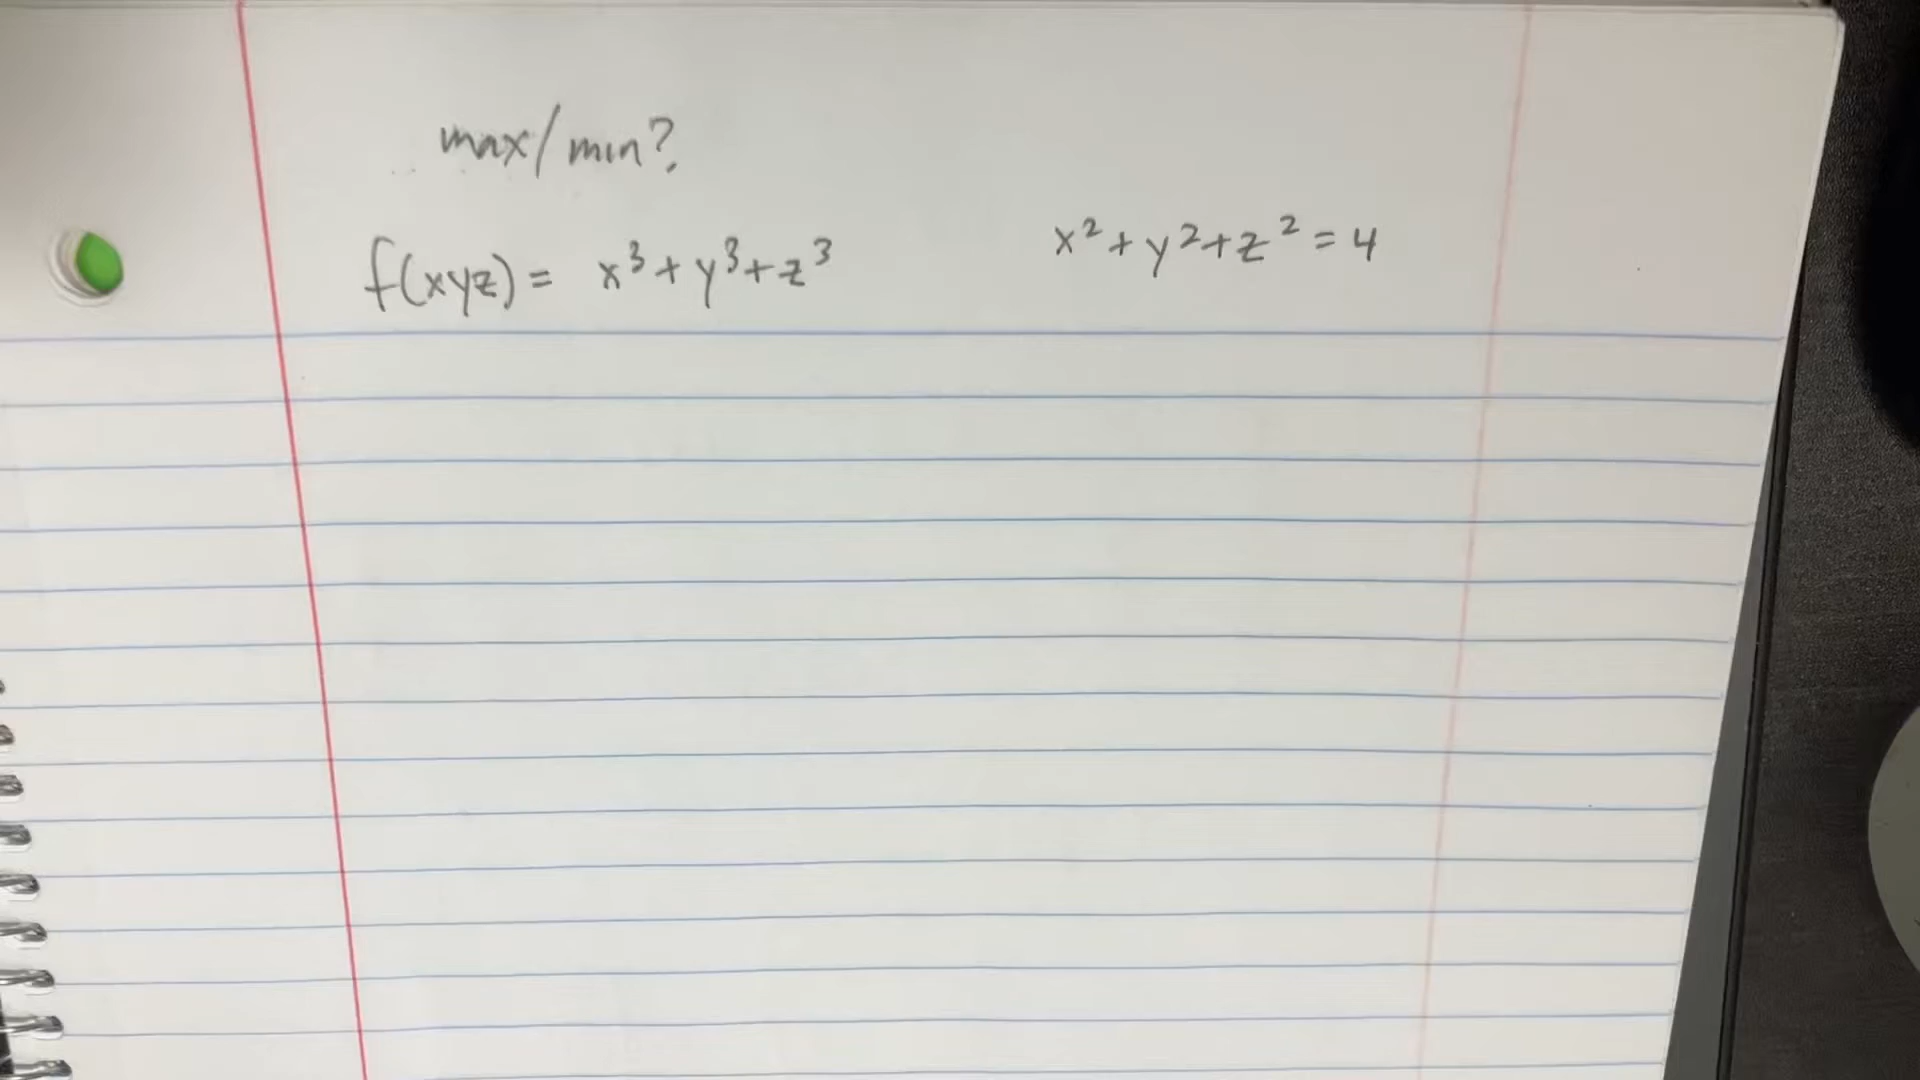 max/min?
f(xyz) = x³+y³+z³ x²+y²+z² = 4